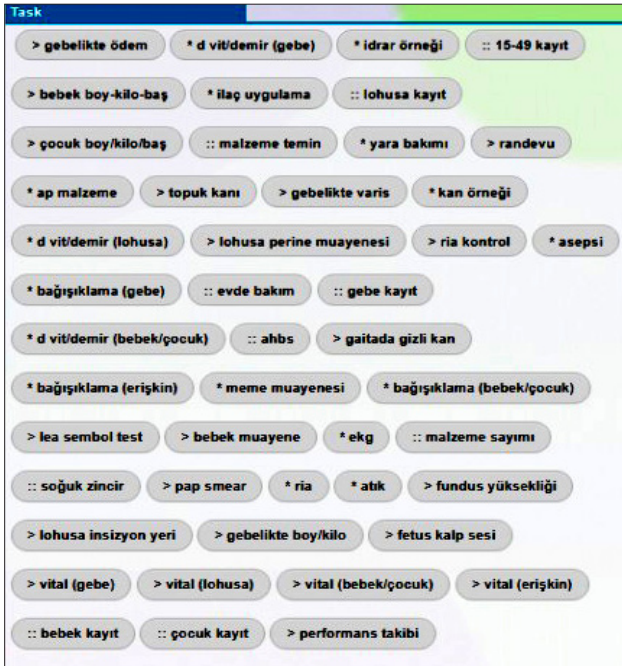 Task
> gebelikte ödem * d vit/demir (gebe) * idrar örneği :: 15-49 kayıt
> bebek boy-kilo-baş * ilaç uygulama :: lohusa kayıt
> çocuk boy/kilo/baş :: malzeme temin * yara bakımı > randevu
* ap malzeme > topuk kanı > gebelikte varis * kan örneği
* d vit/demir (lohusa) > lohusa perine muayenesi > ria kontrol * asepsi
* bağışıklama (gebe) :: evde bakım :: gebe kayıt
* d vit/demir (bebek/çocuk) :: ahbs > gaitada gizli kan
* bağışıklama (erişkin) * meme muayenesi * bağışıklama (bebek/çocuk)
> lea sembol test > bebek muayene * ekg :: malzeme sayımı
:: soğuk zincir > pap smear * ria * atık > fundus yüksekliği
> lohusa insizyon yeri > gebelikte boy/kilo > fetus kalp sesi
> vital (gebe) > vital (lohusa) > vital (bebek/çocuk) > vital (erişkin)
:: bebek kayıt :: çocuk kayıt > performans takibi